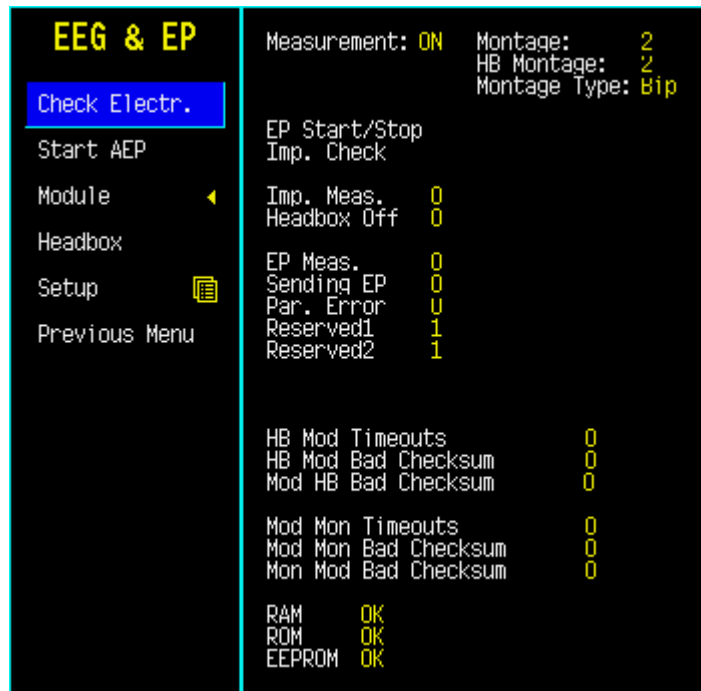 EEG & EP
Check Electr.
Start AEP
Module
Headbox
Setup
Previous Menu
Measurement: ON
Montage: 2
HB Montage: 2
Montage Type: Bip
EP Start/Stop
Imp. Check
Imp. Meas. 0
Headbox Off 0
EP Meas. 0
Sending EP 0
Par. Error 0
Reserved1 1
Reserved2 1
HB Mod Timeouts 0
HB Mod Bad Checksum 0
Mod HB Bad Checksum 0
Mod Mon Timeouts 0
Mod Mon Bad Checksum 0
Mon Mod Bad Checksum 0
RAM OK
ROM OK
EEPROM OK